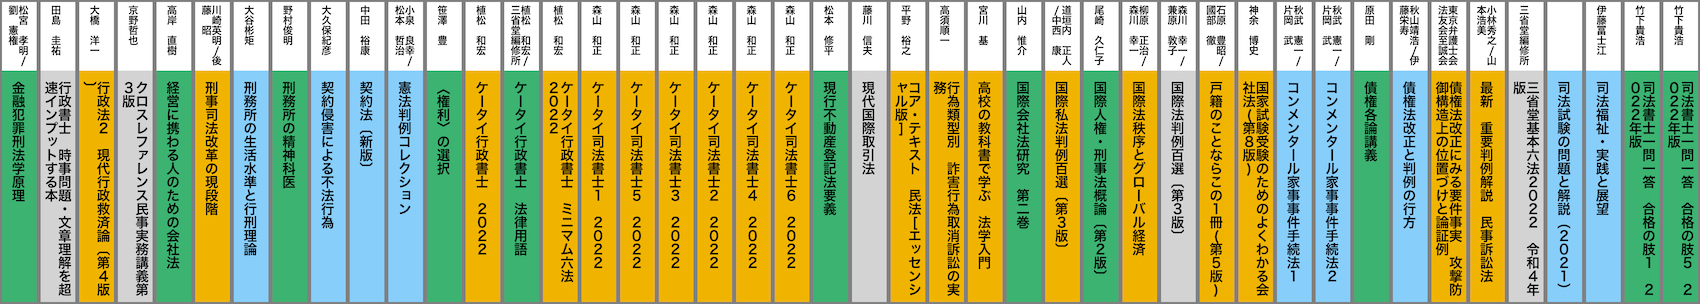 松宮 孝明/
劉 憲権
金融犯罪刑法学原理
田島 圭祐
行政書士 時事問題・文章理解を超
速インプットする本
大橋 洋一
行政法2 現代行政救済論〔第4版
〕
京野哲也
クロスレファレンス民事実務講義第
3版
高岸 直樹
経営に携わる人のための会社法
川崎英明/後
藤 昭
刑事司法改革の現段階
大谷彬矩
刑務所の生活水準と行刑理論
野村俊明
刑務所の精神科医
大久保紀彦
契約侵害による不法行為
中田 裕康
契約法〔新版〕
小泉 良幸/
松本 哲治
憲法判例コレクション
笹澤 豊
〈権利〉の選択
植松 和宏
ケータイ行政書士 2022
植松 和宏/
三省堂編修所
ケータイ行政書士 法律用語
植松 和宏
ケータイ行政書士 ミニマム六法
2022
森山 和正
ケータイ司法書士1 2022
森山 和正
ケータイ司法書士5 2022
森山 和正
ケータイ司法書士3 2022
森山 和正
ケータイ司法書士2 2022
森山 和正
ケータイ司法書士4 2022
森山 和正
ケータイ司法書士6 2022
松本 修平
現行不動産登記法要義
藤川 信夫
現代国際取引法
平野 裕之
コア・テキスト 民法[エッセンシ
ャル版]
高須順一
行為類型別 詐害行為取消訴訟の実
務
宮川 基
高校の教科書で学ぶ 法学入門
山内 惟介
国際会社法研究 第二巻
道垣内 正人
/中西 康
国際私法判例百選〔第3版〕
尾崎 久仁子
国際人権・刑事法概論〔第2版〕
柳原 正治/
森川 幸一
国際法秩序とグローバル経済
森川 幸一/
兼原 敦子
国際法判例百選〔第3版〕
石原 豊昭/
國部 徹
戸籍のことならこの1冊(第5版)
神余 博史
国家試験受験のためのよくわかる会
社法(第8版)
秋武 憲一/
片岡 武
コンメンタール家事事件手続法1
秋武 憲一/
片岡 武
コンメンタール家事事件手続法2
原田 剛
債権各論講義
秋山靖浩/伊
藤栄寿
債権法改正と判例の行方
東京弁護士会
法友会至誠会
債権法改正にみる要件事実 攻撃防
御構造上の位置づけと論証例
小林秀之/山
本浩美
最新 重要判例解説 民事訴訟法
三省堂編修所
三省堂基本六法2022 令和4年
版
司法試験の問題と解説(2021)
伊藤冨士江
司法福祉・実践と展望
竹下貴浩
司法書士一問一答 合格の肢1 2
022年版
竹下貴浩
司法書士一問一答 合格の肢5 2
022年版